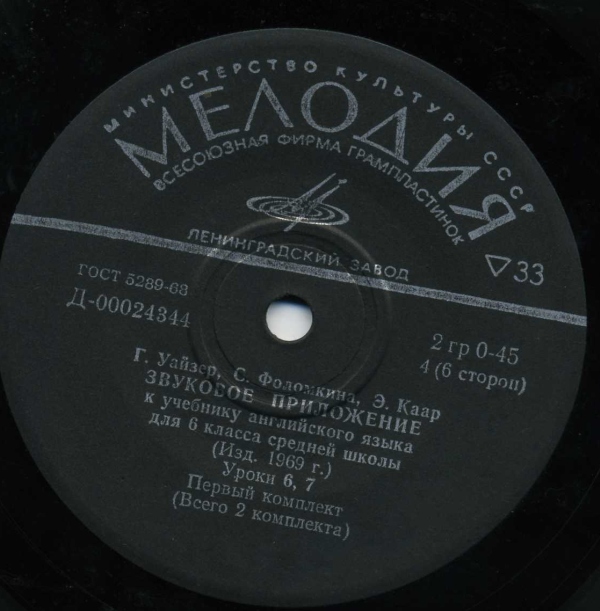 МИНИСТЕРСТВО КУЛЬТУРЫ СССР
МЕЛОДИЯ
ВСЕСОЮЗНАЯ ФИРМА ГРАМПЛАСТИНОК
ЛЕНИНГРАДСКИЙ ЗАВОД
33
ГОСТ 5289-68
Д-00024344
2 гр 0-45
4 (6 сторон)
Г. Уайзер, С. Фоломкина, Э. Каар
ЗВУКОВОЕ ПРИЛОЖЕНИЕ
к учебнику английского языка
для 6 класса средней школы
(Изд. 1969 г.)
Уроки 6, 7
Первый комплект
(Всего 2 комплекта)